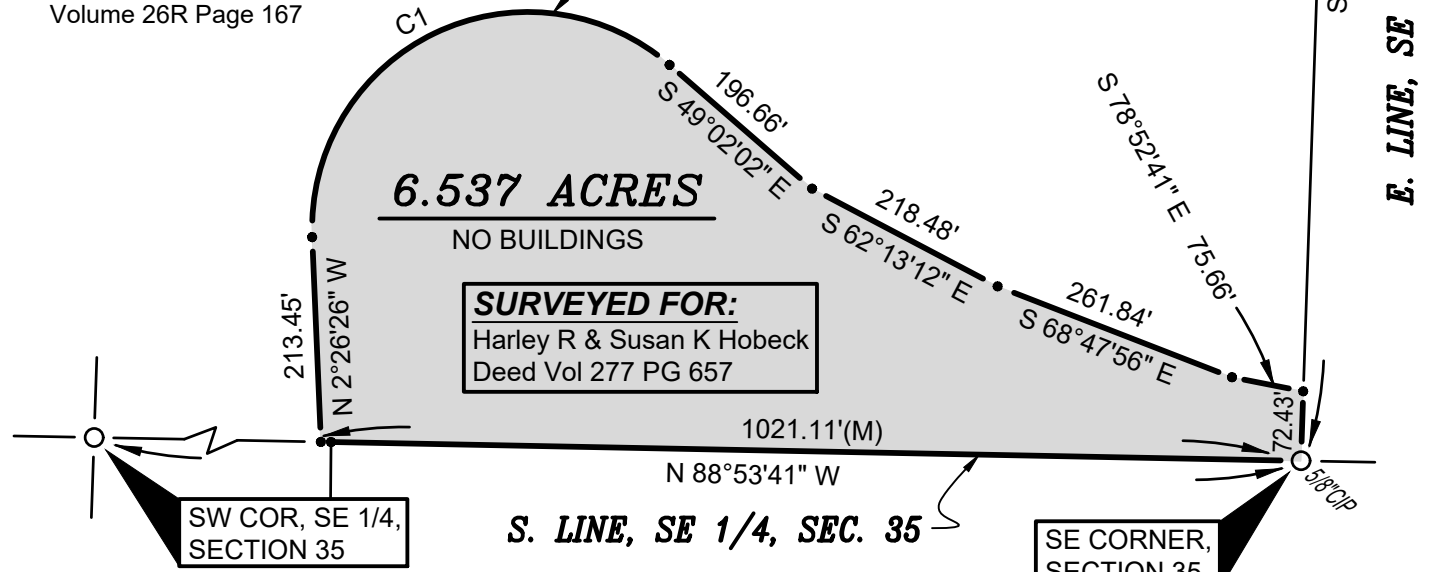 Volume 26R Page 167
C1
196.66'
S 49°02'02" E
218.48'
S 62°13'12" E
261.84'
S 68°47'56" E
S 78°52'41" E 75.66'
S
E. LINE, SE
6.537 ACRES
NO BUILDINGS
SURVEYED FOR:
Harley R & Susan K Hobeck
Deed Vol 277 PG 657
213.45'
N 2°26'26" W
72.43'
1021.11'(M)
N 88°53'41" W
5/8"CIP
SW COR, SE 1/4,
SECTION 35
S. LINE, SE 1/4, SEC. 35
SE CORNER,
SECTION 35